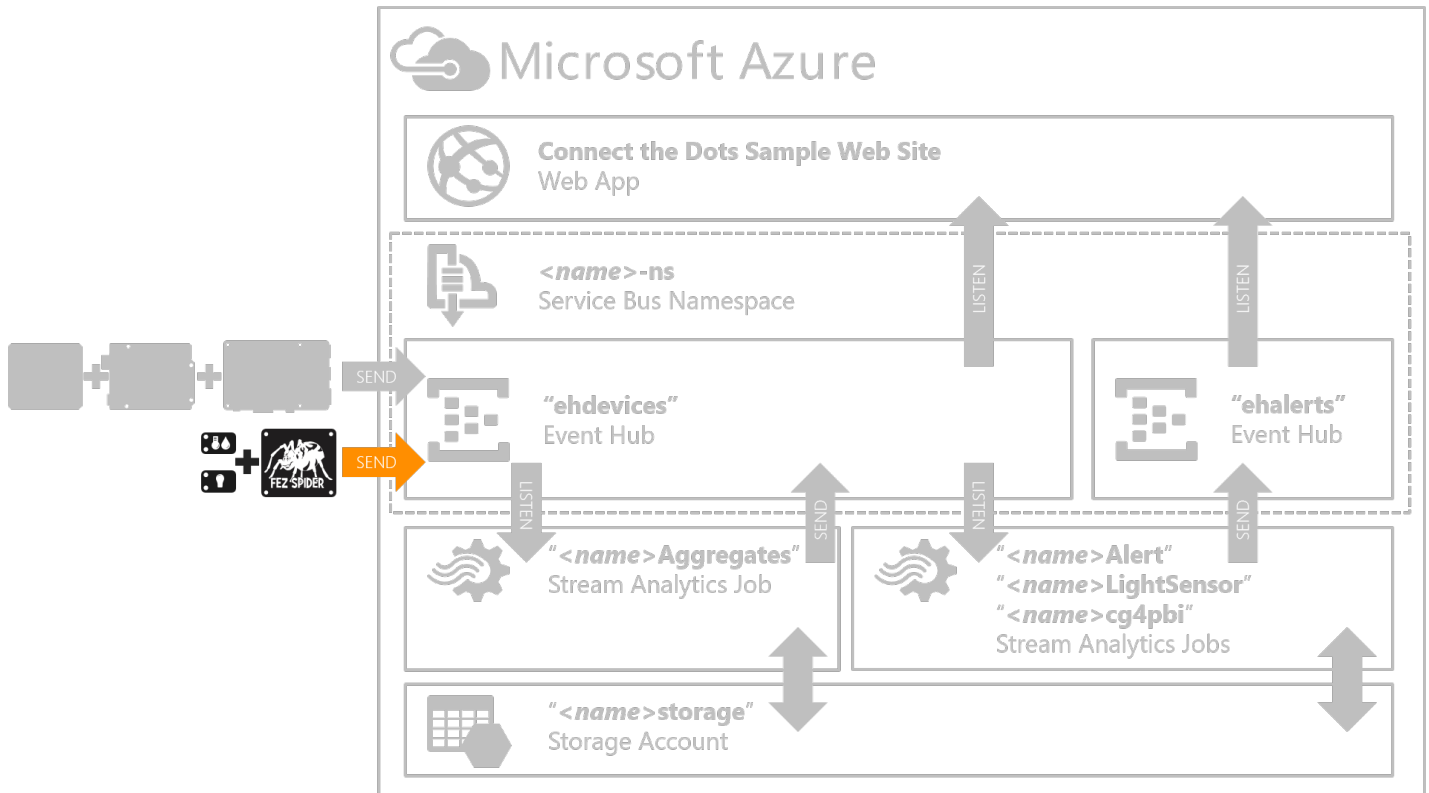 Microsoft Azure
Connect the Dots Sample Web Site
Web App
<name>-ns
Service Bus Namespace
LISTEN
LISTEN
SEND
“ehdevices”
Event Hub
“ehalerts”
Event Hub
FEZ SPIDER
SEND
LISTEN
SEND
LISTEN
SEND
“<name>Aggregates”
Stream Analytics Job
“<name>Alert”
“<name>LightSensor”
“<name>cg4pbi”
Stream Analytics Jobs
“<name>storage”
Storage Account